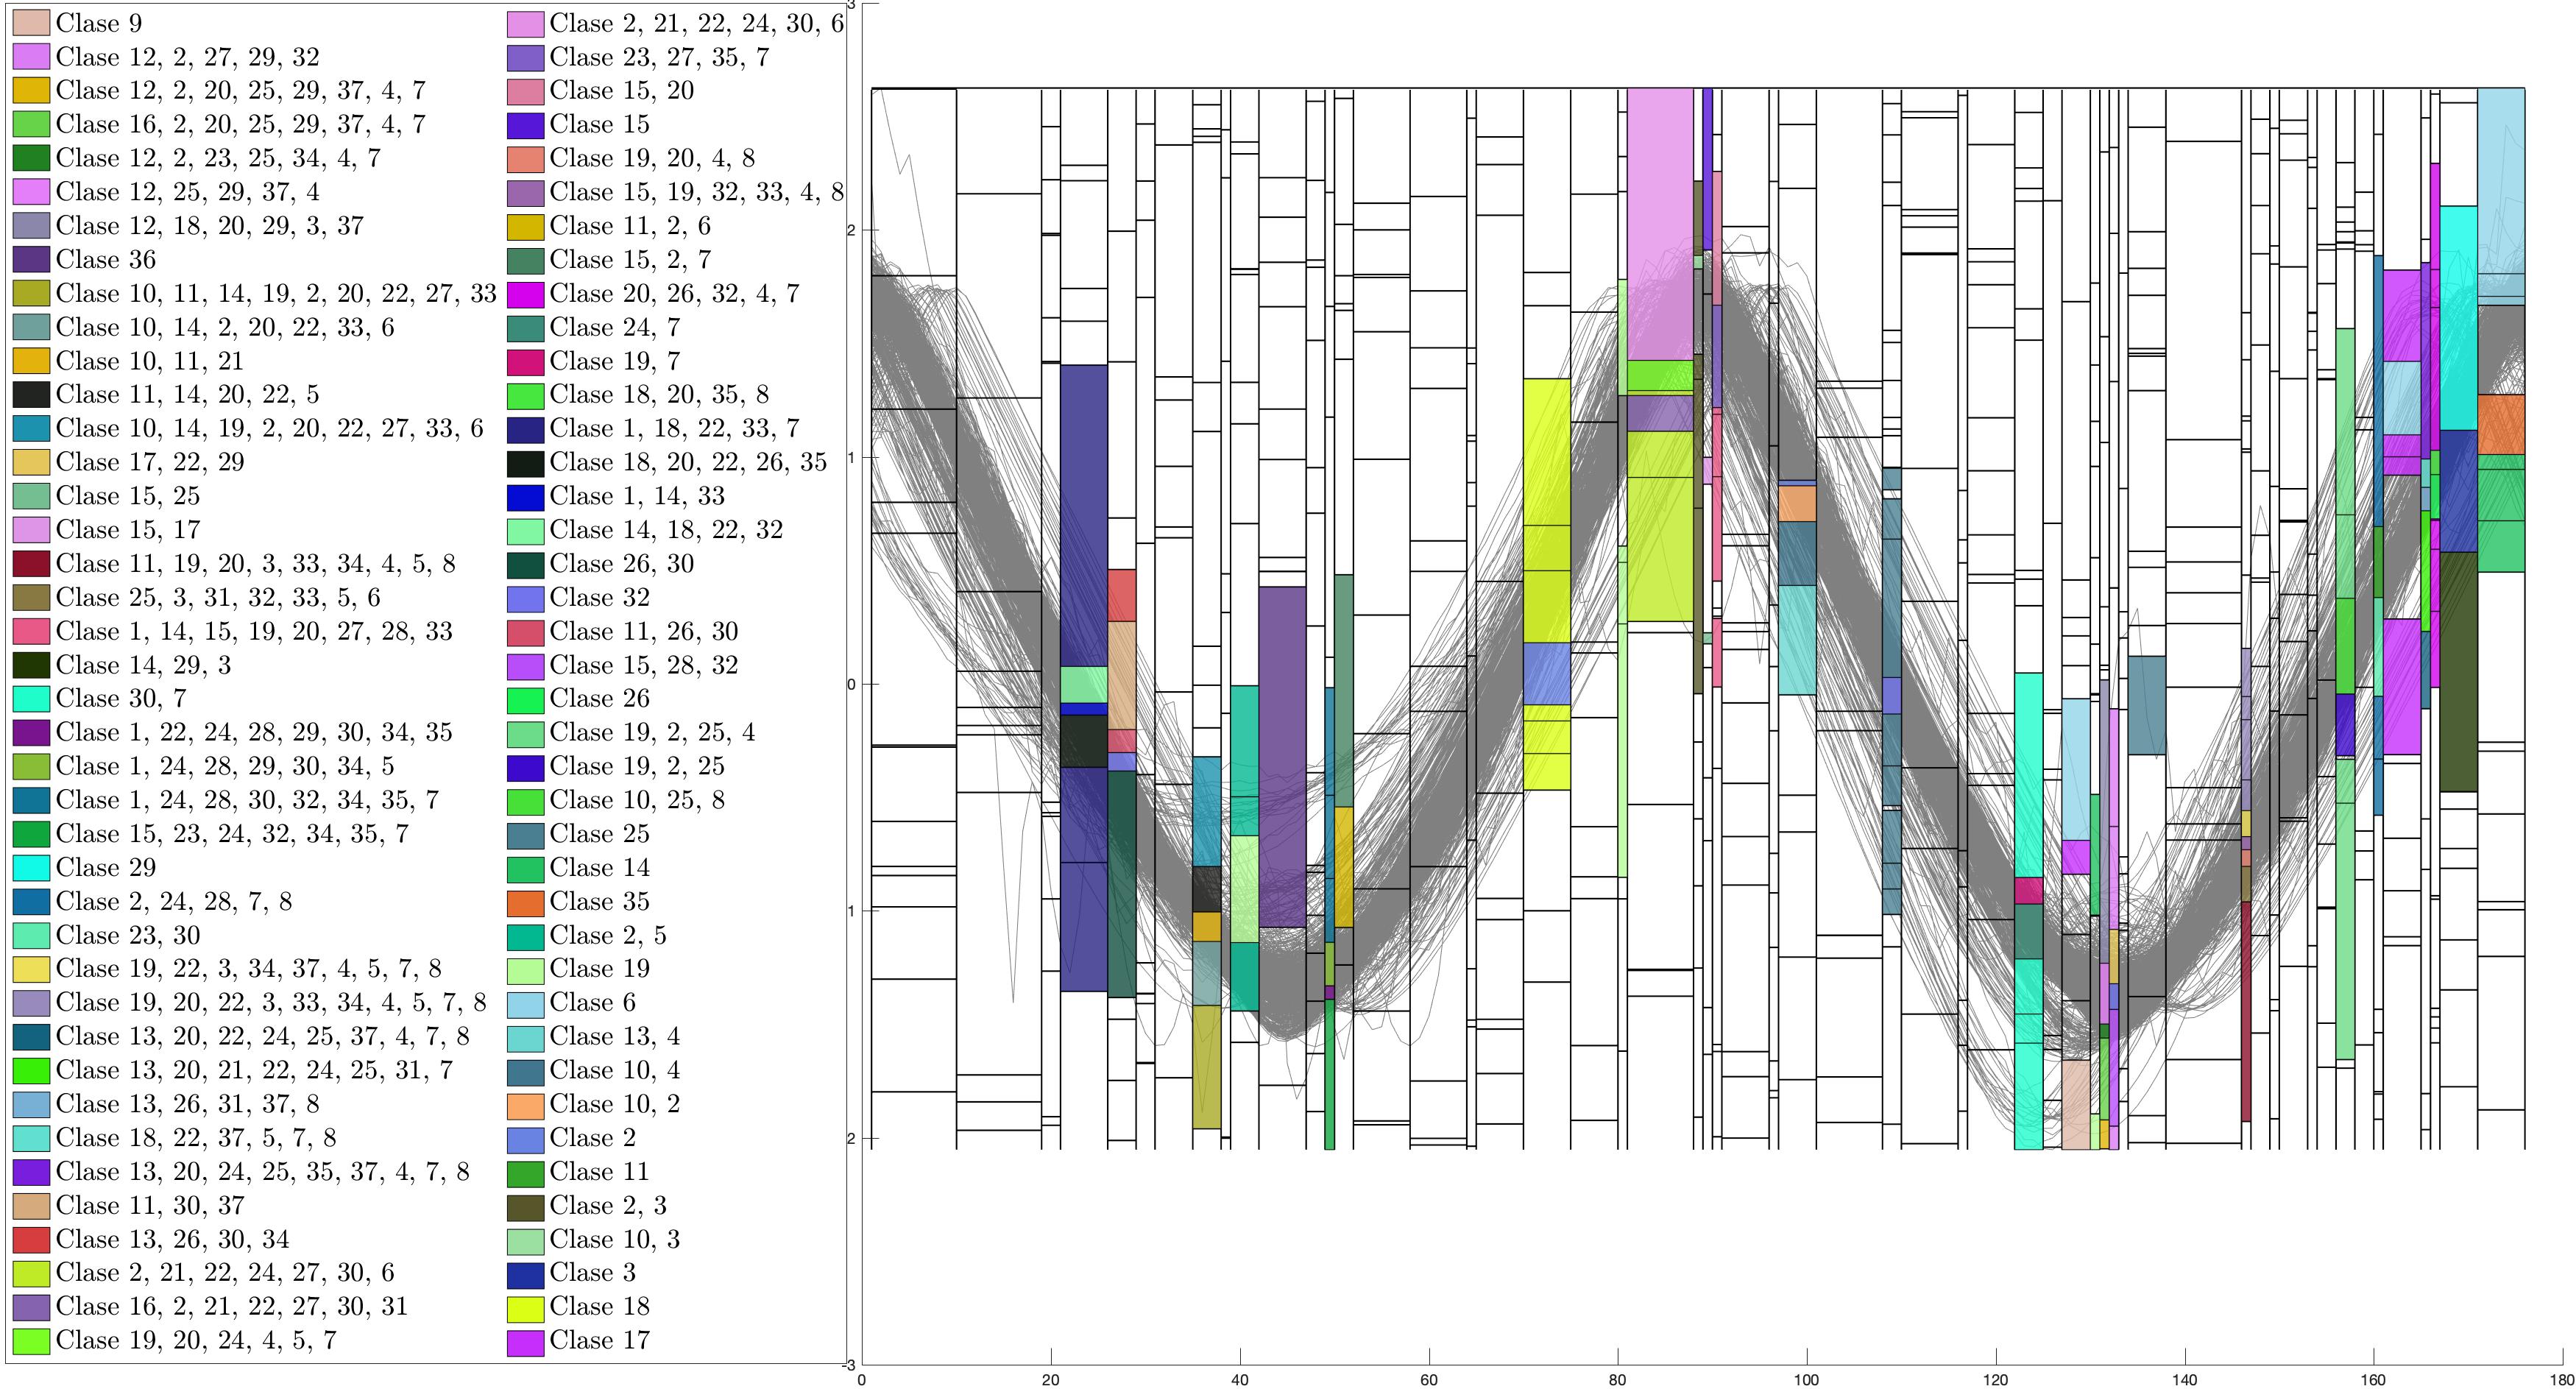 Clase 9
Clase 12, 2, 27, 29, 32
Clase 12, 2, 20, 25, 29, 37, 4, 7
Clase 16, 2, 20, 25, 29, 37, 4, 7
Clase 12, 2, 23, 25, 34, 4, 7
Clase 12, 25, 29, 37, 4
Clase 12, 18, 20, 29, 3, 37
Clase 36
Clase 10, 11, 14, 19, 2, 20, 22, 27, 33
Clase 10, 14, 2, 20, 22, 33, 6
Clase 10, 11, 21
Clase 11, 14, 20, 22, 5
Clase 10, 14, 19, 2, 20, 22, 27, 33, 6
Clase 17, 22, 29
Clase 15, 25
Clase 15, 17
Clase 11, 19, 20, 3, 33, 34, 4, 5, 8
Clase 25, 3, 31, 32, 33, 5, 6
Clase 1, 14, 15, 19, 20, 27, 28, 33
Clase 14, 29, 3
Clase 30, 7
Clase 1, 22, 24, 28, 29, 30, 34, 35
Clase 1, 24, 28, 29, 30, 34, 5
Clase 1, 24, 28, 30, 32, 34, 35, 7
Clase 15, 23, 24, 32, 34, 35, 7
Clase 29
Clase 2, 24, 28, 7, 8
Clase 23, 30
Clase 19, 22, 3, 34, 37, 4, 5, 7, 8
Clase 19, 20, 22, 3, 33, 34, 4, 5, 7, 8
Clase 13, 20, 22, 24, 25, 37, 4, 7, 8
Clase 13, 20, 21, 22, 24, 25, 31, 7
Clase 13, 26, 31, 37, 8
Clase 18, 22, 37, 5, 7, 8
Clase 13, 20, 24, 25, 35, 37, 4, 7, 8
Clase 11, 30, 37
Clase 13, 26, 30, 34
Clase 2, 21, 22, 24, 27, 30, 6
Clase 16, 2, 21, 22, 27, 30, 31
Clase 19, 20, 24, 4, 5, 7
Clase 2, 21, 22, 24, 30, 6
Clase 23, 27, 35, 7
Clase 15, 20
Clase 15
Clase 19, 20, 4, 8
Clase 15, 19, 32, 33, 4, 8
Clase 11, 2, 6
Clase 15, 2, 7
Clase 20, 26, 32, 4, 7
Clase 24, 7
Clase 19, 7
Clase 18, 20, 35, 8
Clase 1, 18, 22, 33, 7
Clase 18, 20, 22, 26, 35
Clase 1, 14, 33
Clase 14, 18, 22, 32
Clase 26, 30
Clase 32
Clase 11, 26, 30
Clase 15, 28, 32
Clase 26
Clase 19, 2, 25, 4
Clase 19, 2, 25
Clase 10, 25, 8
Clase 25
Clase 14
Clase 35
Clase 2, 5
Clase 19
Clase 6
Clase 13, 4
Clase 10, 4
Clase 10, 2
Clase 2
Clase 11
Clase 2, 3
Clase 10, 3
Clase 3
Clase 18
Clase 17
3
2
1
0
1
2
-3
0 20 40 60 80 100 120 140 160 180